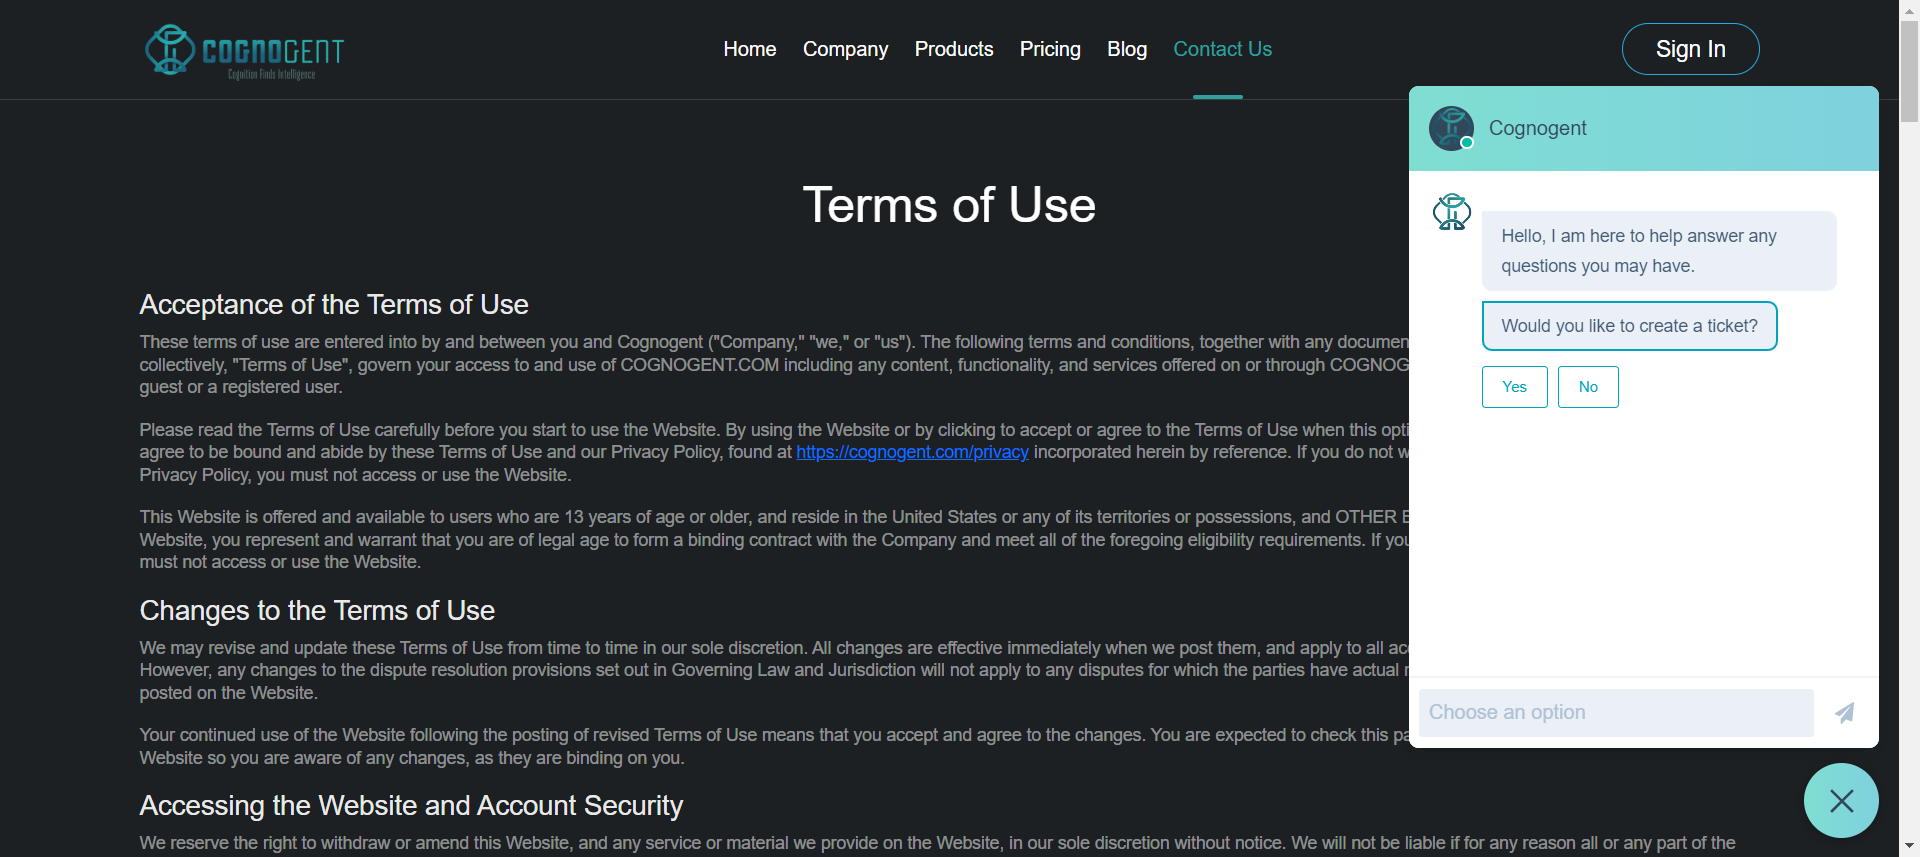 COGNOGENT
Cognition Finds Intelligence
Home Company Products Pricing Blog Contact Us
Sign In
Terms of Use
Acceptance of the Terms of Use
These terms of use are entered into by and between you and Cognogent ("Company," "we," or "us"). The following terms and conditions, together with any documen
collectively, "Terms of Use", govern your access to and use of COGNOGENT.COM including any content, functionality, and services offered on or through COGNOG
guest or a registered user.
Please read the Terms of Use carefully before you start to use the Website. By using the Website or by clicking to accept or agree to the Terms of Use when this opti
agree to be bound and abide by these Terms of Use and our Privacy Policy, found at https://cognogent.com/privacy incorporated herein by reference. If you do not w
Privacy Policy, you must not access or use the Website.
This Website is offered and available to users who are 13 years of age or older, and reside in the United States or any of its territories or possessions, and OTHER
Website, you represent and warrant that you are of legal age to form a binding contract with the Company and meet all of the foregoing eligibility requirements. If you
must not access or use the Website.
Changes to the Terms of Use
We may revise and update these Terms of Use from time to time in our sole discretion. All changes are effective immediately when we post them, and apply to all acc
However, any changes to the dispute resolution provisions set out in Governing Law and Jurisdiction will not apply to any disputes for which the parties have actual
posted on the Website.
Your continued use of the Website following the posting of revised Terms of Use means that you accept and agree to the changes. You are expected to check this pa
Website so you are aware of any changes, as they are binding on you.
Accessing the Website and Account Security
We reserve the right to withdraw or amend this Website, and any service or material we provide on the Website, in our sole discretion without notice. We will not be liable if for any reason all or any part of the
Cognogent
Hello, I am here to help answer any
questions you may have.
Would you like to create a ticket?
Yes No
Choose an option